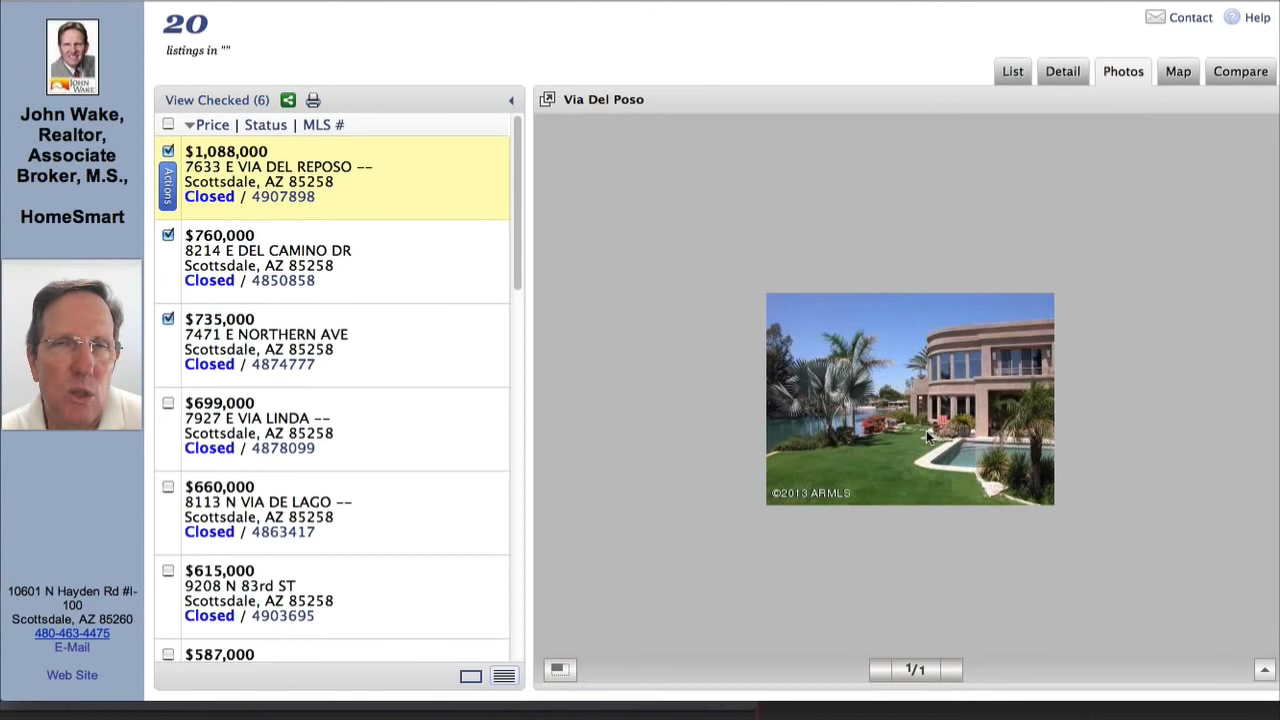 20
listings in ""
Contact
Help
List
Detail
Photos
Map
Compare
JOHN
WAKE
John Wake,
Realtor,
Associate
Broker, M.S.,
HomeSmart
10601 N Hayden Rd #I-
100
Scottsdale, AZ 85260
480-463-4475
E-Mail
Web Site
View Checked (6)
Price | Status | MLS #
Actions
$1,088,000
7633 E VIA DEL REPOSO --
Scottsdale, AZ 85258
Closed / 4907898
$760,000
8214 E DEL CAMINO DR
Scottsdale, AZ 85258
Closed / 4850858
$735,000
7471 E NORTHERN AVE
Scottsdale, AZ 85258
Closed / 4874777
$699,000
7927 E VIA LINDA --
Scottsdale, AZ 85258
Closed / 4878099
$660,000
8113 N VIA DE LAGO --
Scottsdale, AZ 85258
Closed / 4863417
$615,000
9208 N 83rd ST
Scottsdale, AZ 85258
Closed / 4903695
$587,000
Via Del Poso
©2013 ARMLS
1/1